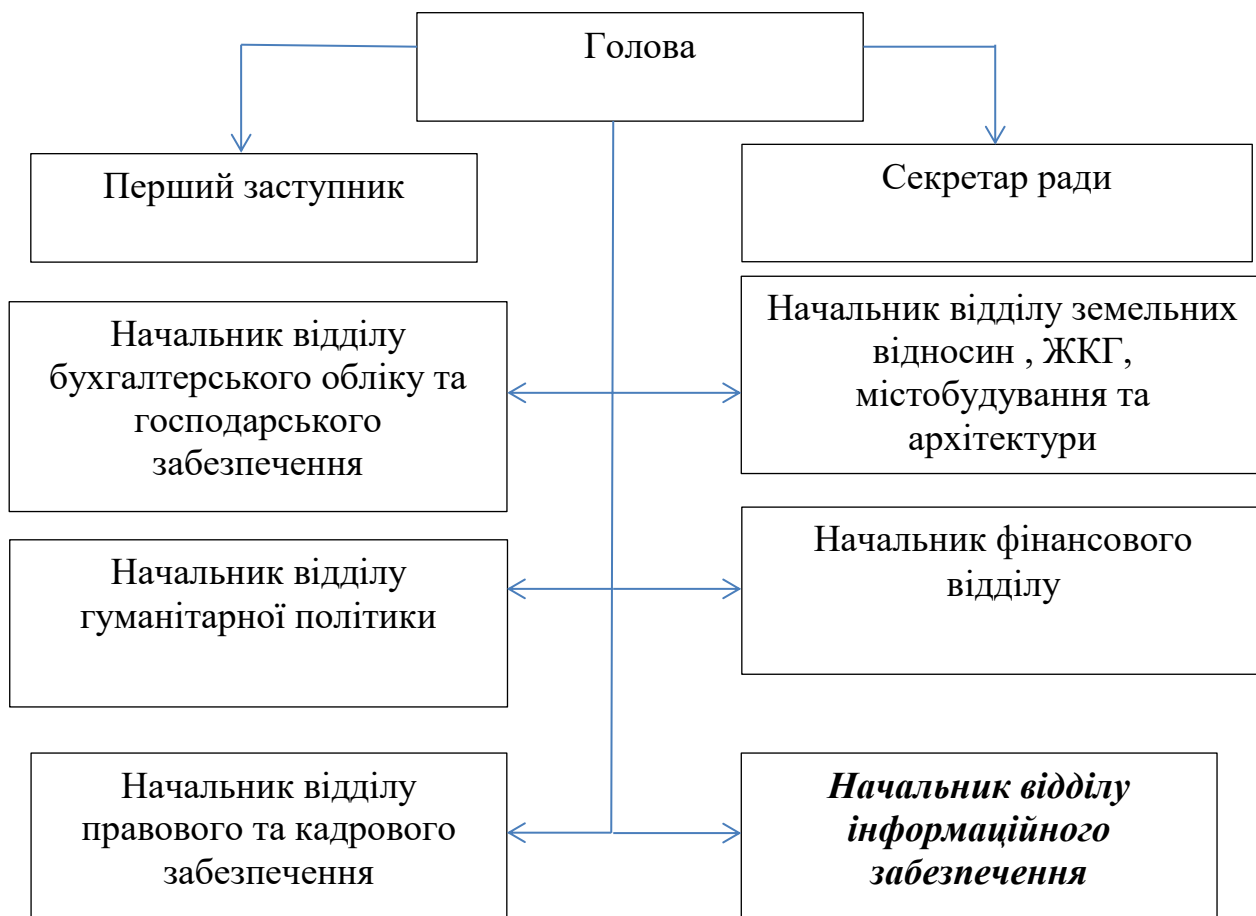 Голова
Перший заступник
Секретар ради
Начальник відділу
бухгалтерського обліку та
господарського
забезпечення
Начальник відділу земельних
відносин , ЖКГ,
містобудування та
архітектури
Начальник відділу
гуманітарної політики
Начальник фінансового
відділу
Начальник відділу
правового та кадрового
забезпечення
Начальник відділу
інформаційного
забезпечення